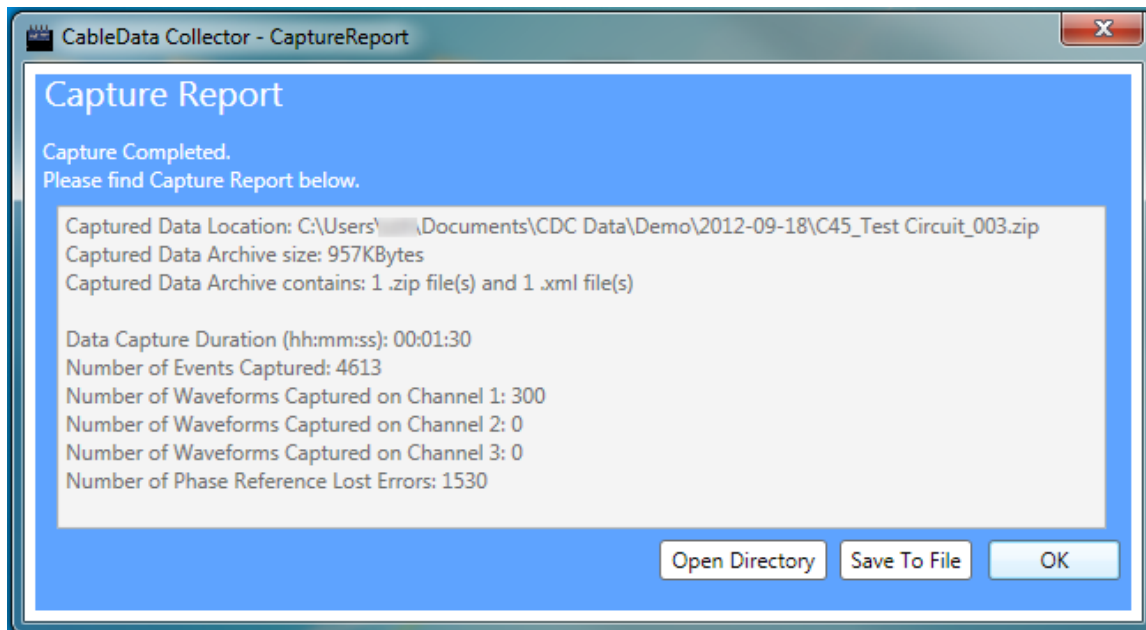 CableData Collector - CaptureReport
Capture Report
Capture Completed.
Please find Capture Report below.
Captured Data Location: C:\Users\ \Documents\CDC Data\Demo\2012-09-18\C45_Test Circuit_003.zip
Captured Data Archive size: 957KBytes
Captured Data Archive contains: 1 .zip file(s) and 1 .xml file(s)
Data Capture Duration (hh:mm:ss): 00:01:30
Number of Events Captured: 4613
Number of Waveforms Captured on Channel 1: 300
Number of Waveforms Captured on Channel 2: 0
Number of Waveforms Captured on Channel 3: 0
Number of Phase Reference Lost Errors: 1530
Open Directory Save To File OK